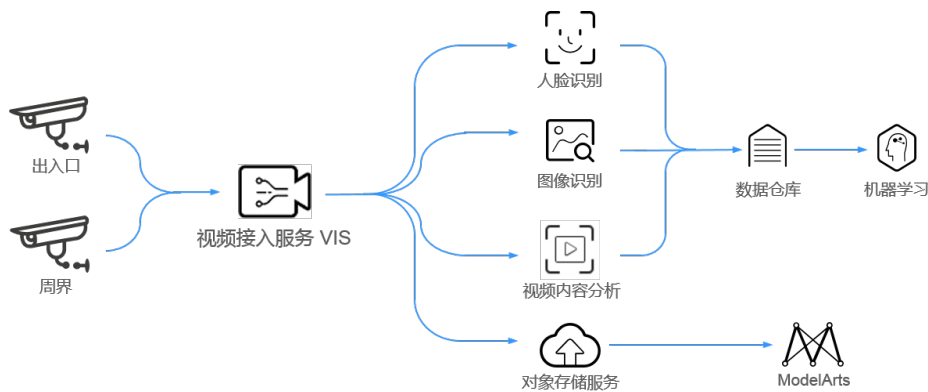 出入口
周界
视频接入服务 VIS
人脸识别
图像识别
视频内容分析
对象存储服务
数据仓库
机器学习
ModelArts